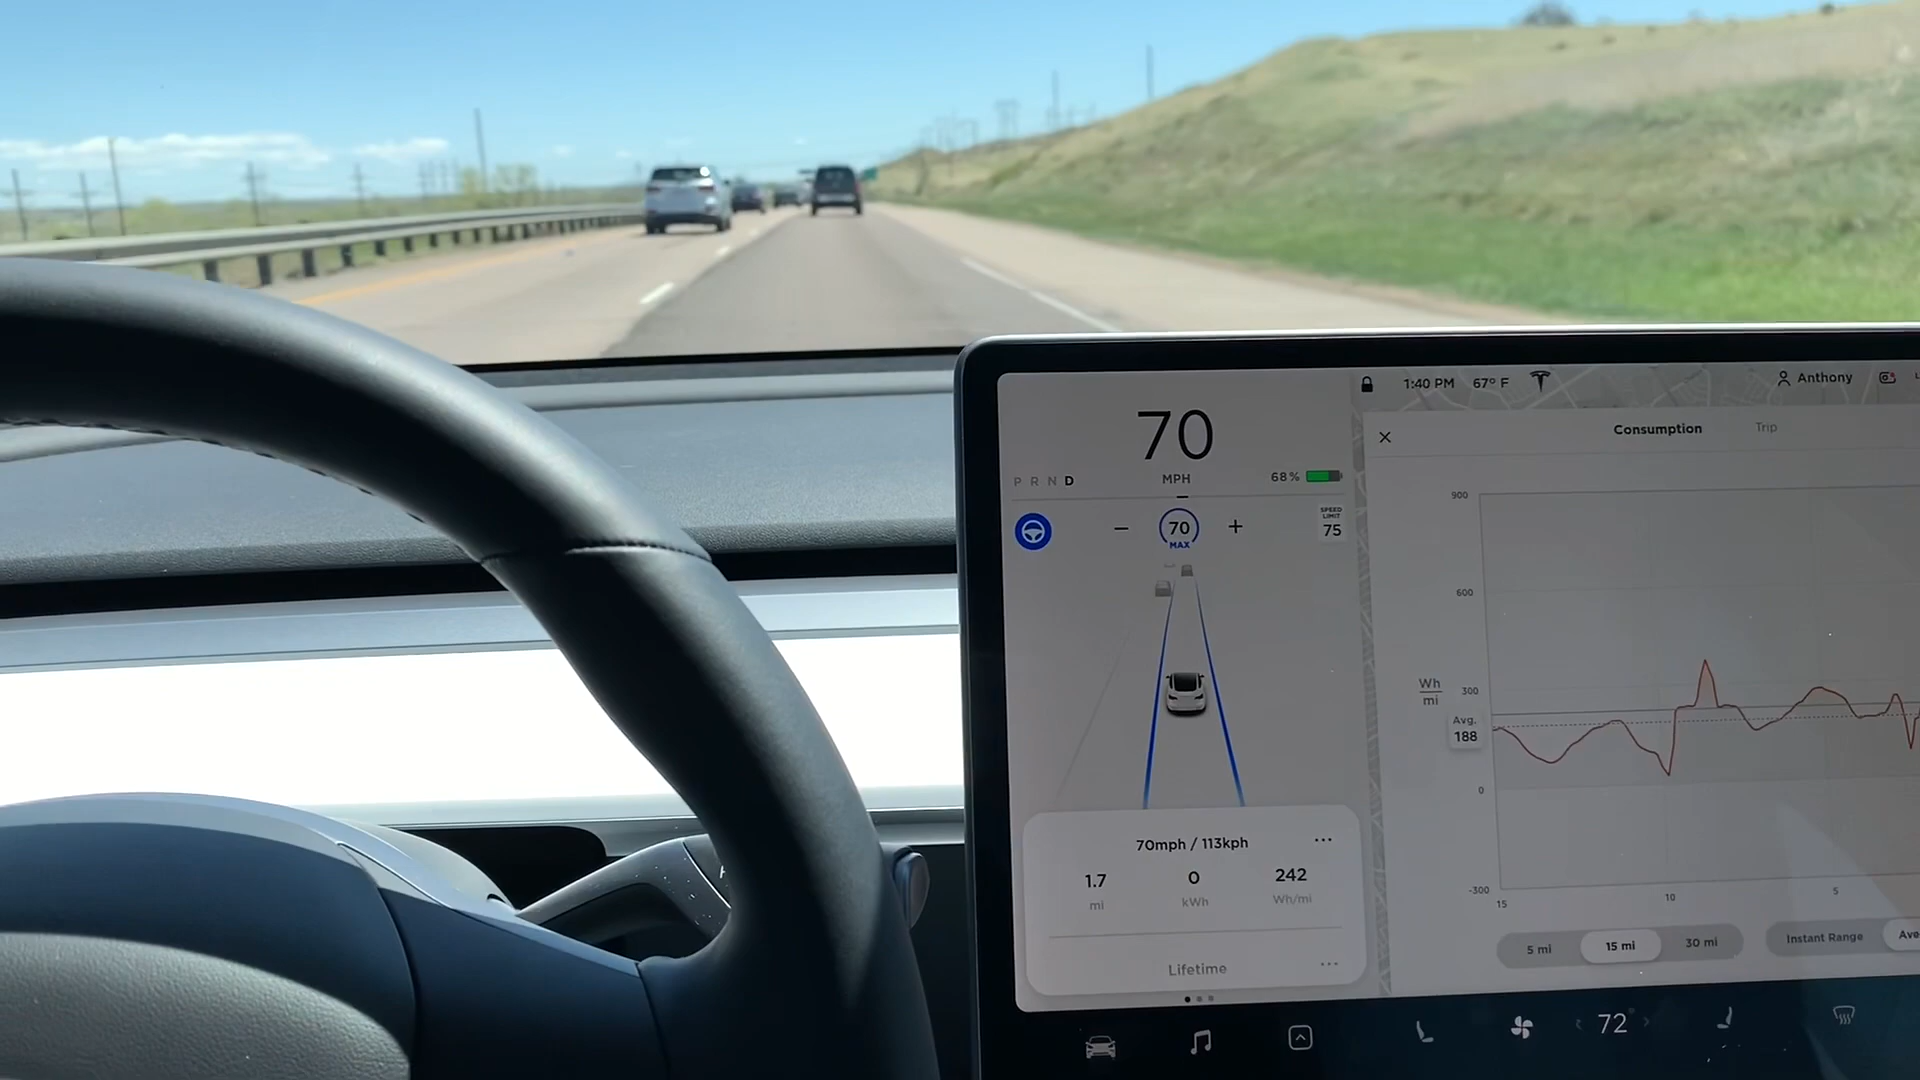 70
MPH
P R N D
68%
70
MAX
SPEED
LIMIT
75
70mph / 113kph
1.7
mi
0
kWh
242
Wh/mi
Lifetime
1:40 PM 67° F
Anthony
Consumption Trip
900
600
Wh
mi
300
Avg.
188
0
-300
15 10 5
5 mi 15 mi 30 mi
Instant Range
72